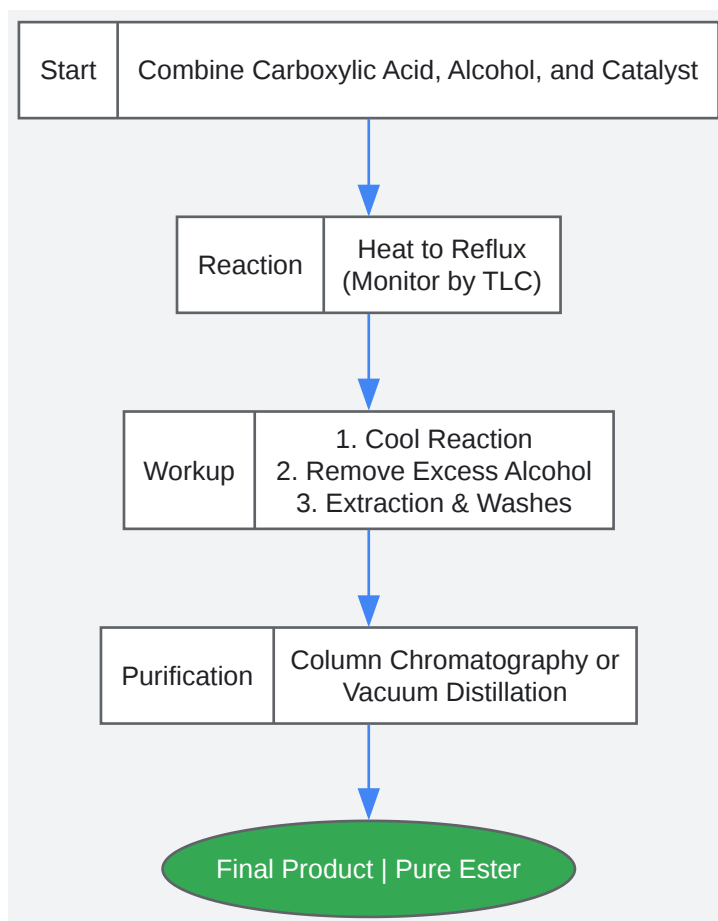 Start
Combine Carboxylic Acid, Alcohol, and Catalyst
Reaction
Heat to Reflux
(Monitor by TLC)
Workup
1. Cool Reaction
2. Remove Excess Alcohol
3. Extraction & Washes
Purification
Column Chromatography or
Vacuum Distillation
Final Product | Pure Ester